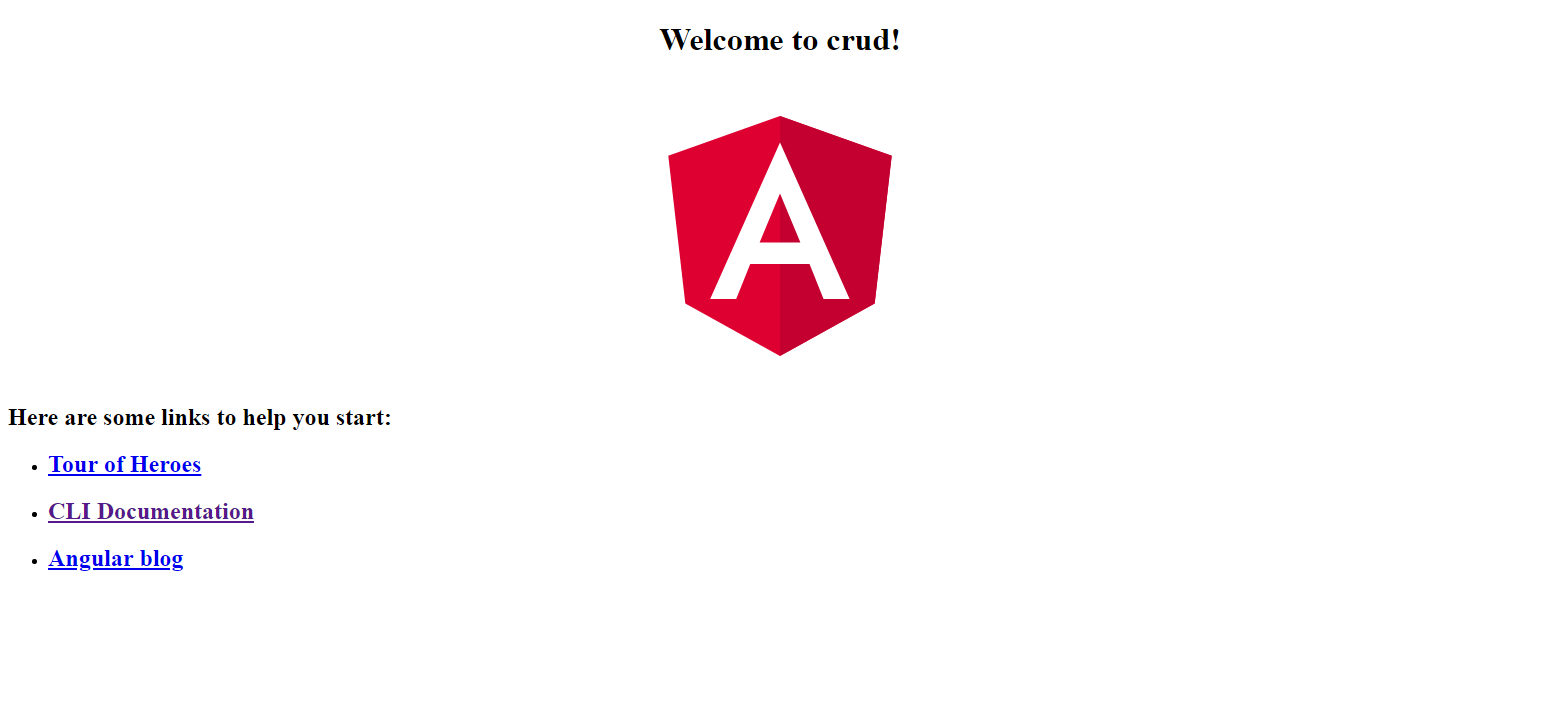 Welcome to crud!
A
Here are some links to help you start:
Tour of Heroes
CLI Documentation
Angular blog